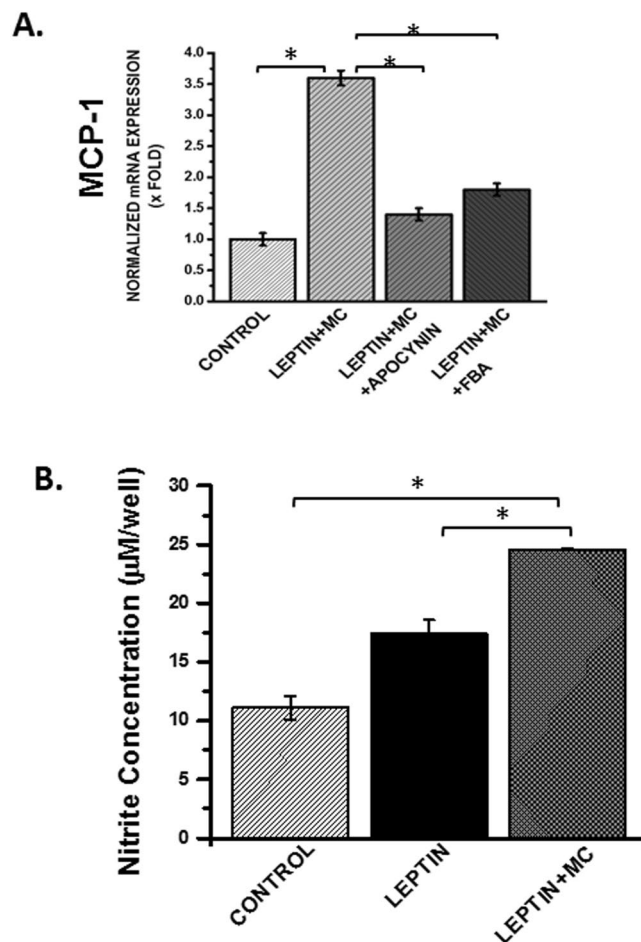 A.
MCP-1
NORMALIZED mRNA EXPRESSION
(x FOLD)
4.0
3.5
3.0
2.5
2.0
1.5
1.0
0.5
0.0
*
*
*
CONTROL
LEPTIN+MC
LEPTIN+MC
+APOCYNIN
LEPTIN+MC
+FBA
B.
Nitrite Concentration (µM/well)
30
25
20
15
10
5
0
*
*
CONTROL
LEPTIN
LEPTIN+MC